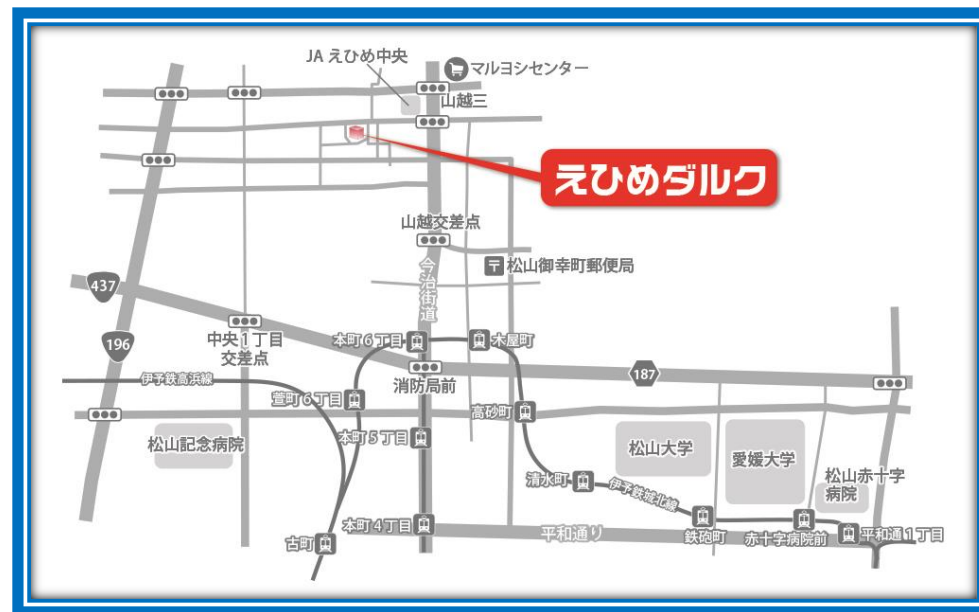 JA えひめ中央
マルヨシセンター
山越三
えひめダルク
山越交差点
松山御幸町郵便局
今治街道
437
196
中央1丁目
交差点
本町6丁目
木屋町
消防局前
187
伊予鉄高浜線
萱町6丁目
高砂町
本町5丁目
松山記念病院
松山大学
愛媛大学
松山赤十字
病院
清水町
伊予鉄城北線
本町4丁目
古町
平和通り
鉄砲町
赤十字病院前
平和通1丁目